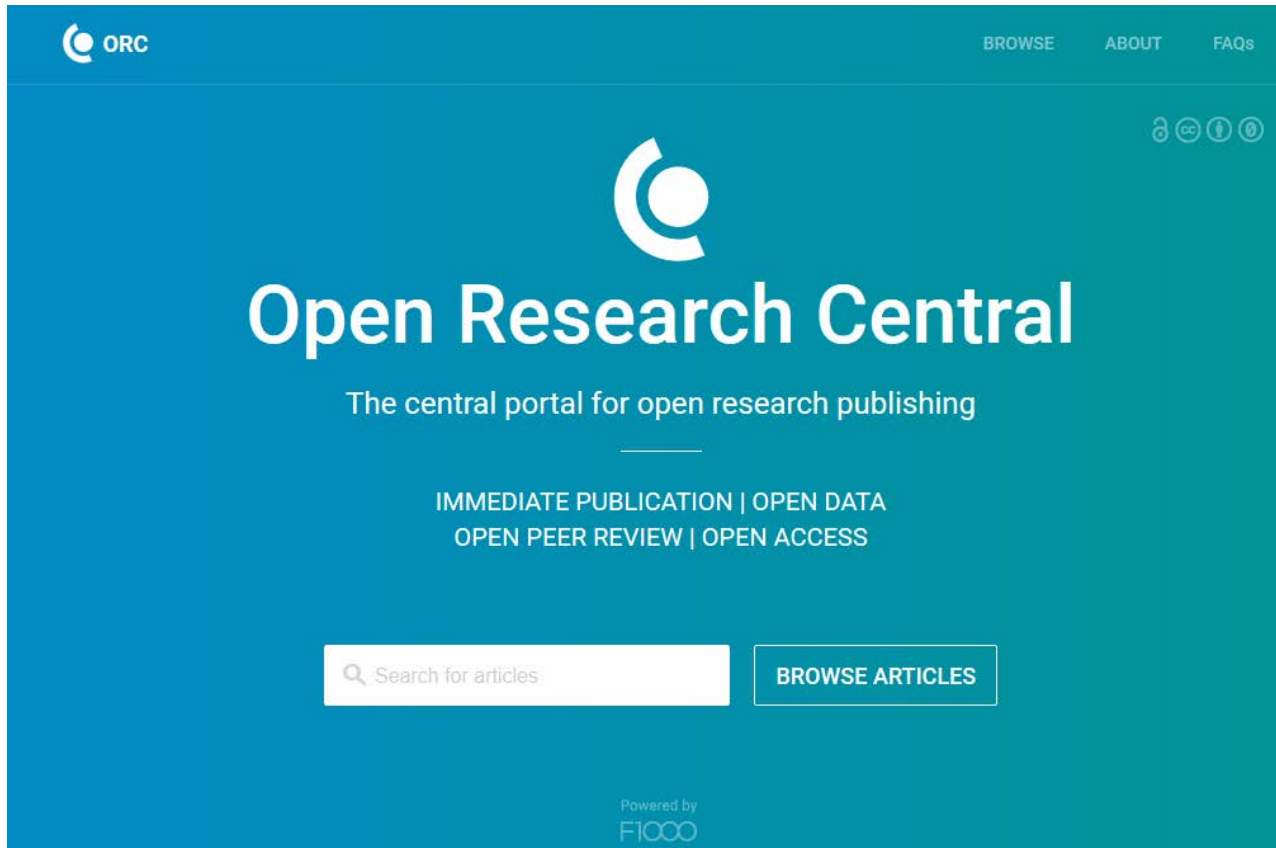 ORC
BROWSE ABOUT FAQs
Open Research Central
The central portal for open research publishing
IMMEDIATE PUBLICATION | OPEN DATA
OPEN PEER REVIEW | OPEN ACCESS
Search for articles
BROWSE ARTICLES
Powered by
F1000